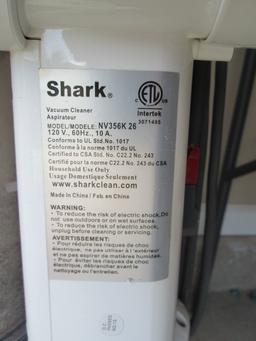 Shark®
C ETL US
Intertek
3071485
Vacuum Cleaner
Aspirateur
MODEL/MODELE: NV356K 26
120 V., 60Hz., 10 A.
Conforms to UL Std. No. 1017
Conforme à la norme 1017 du UL
Certified to CSA Std. No. C22.2 No. 243
Certifié pour la norme C22.2 No. 243 du CSA
Household Use Only
Usage Domestique Seulement
www.sharkclean.com
Made in China / Fab. en China
WARNING:
- To reduce the risk of electric shock, Do
not use outdoors or on wet surfaces.
- To reduce the risk of electric shock,
unplug before cleaning or servicing.
AVERTISSEMENT:
- Pour réduire les risques de choc
électrique, ne pas utiliser à l'extérieur
et ne pas aspirer de matières humides.
- Pour réduire les risques de choc
électrique, débrancher avant le
nettoyage ou l'entretien.